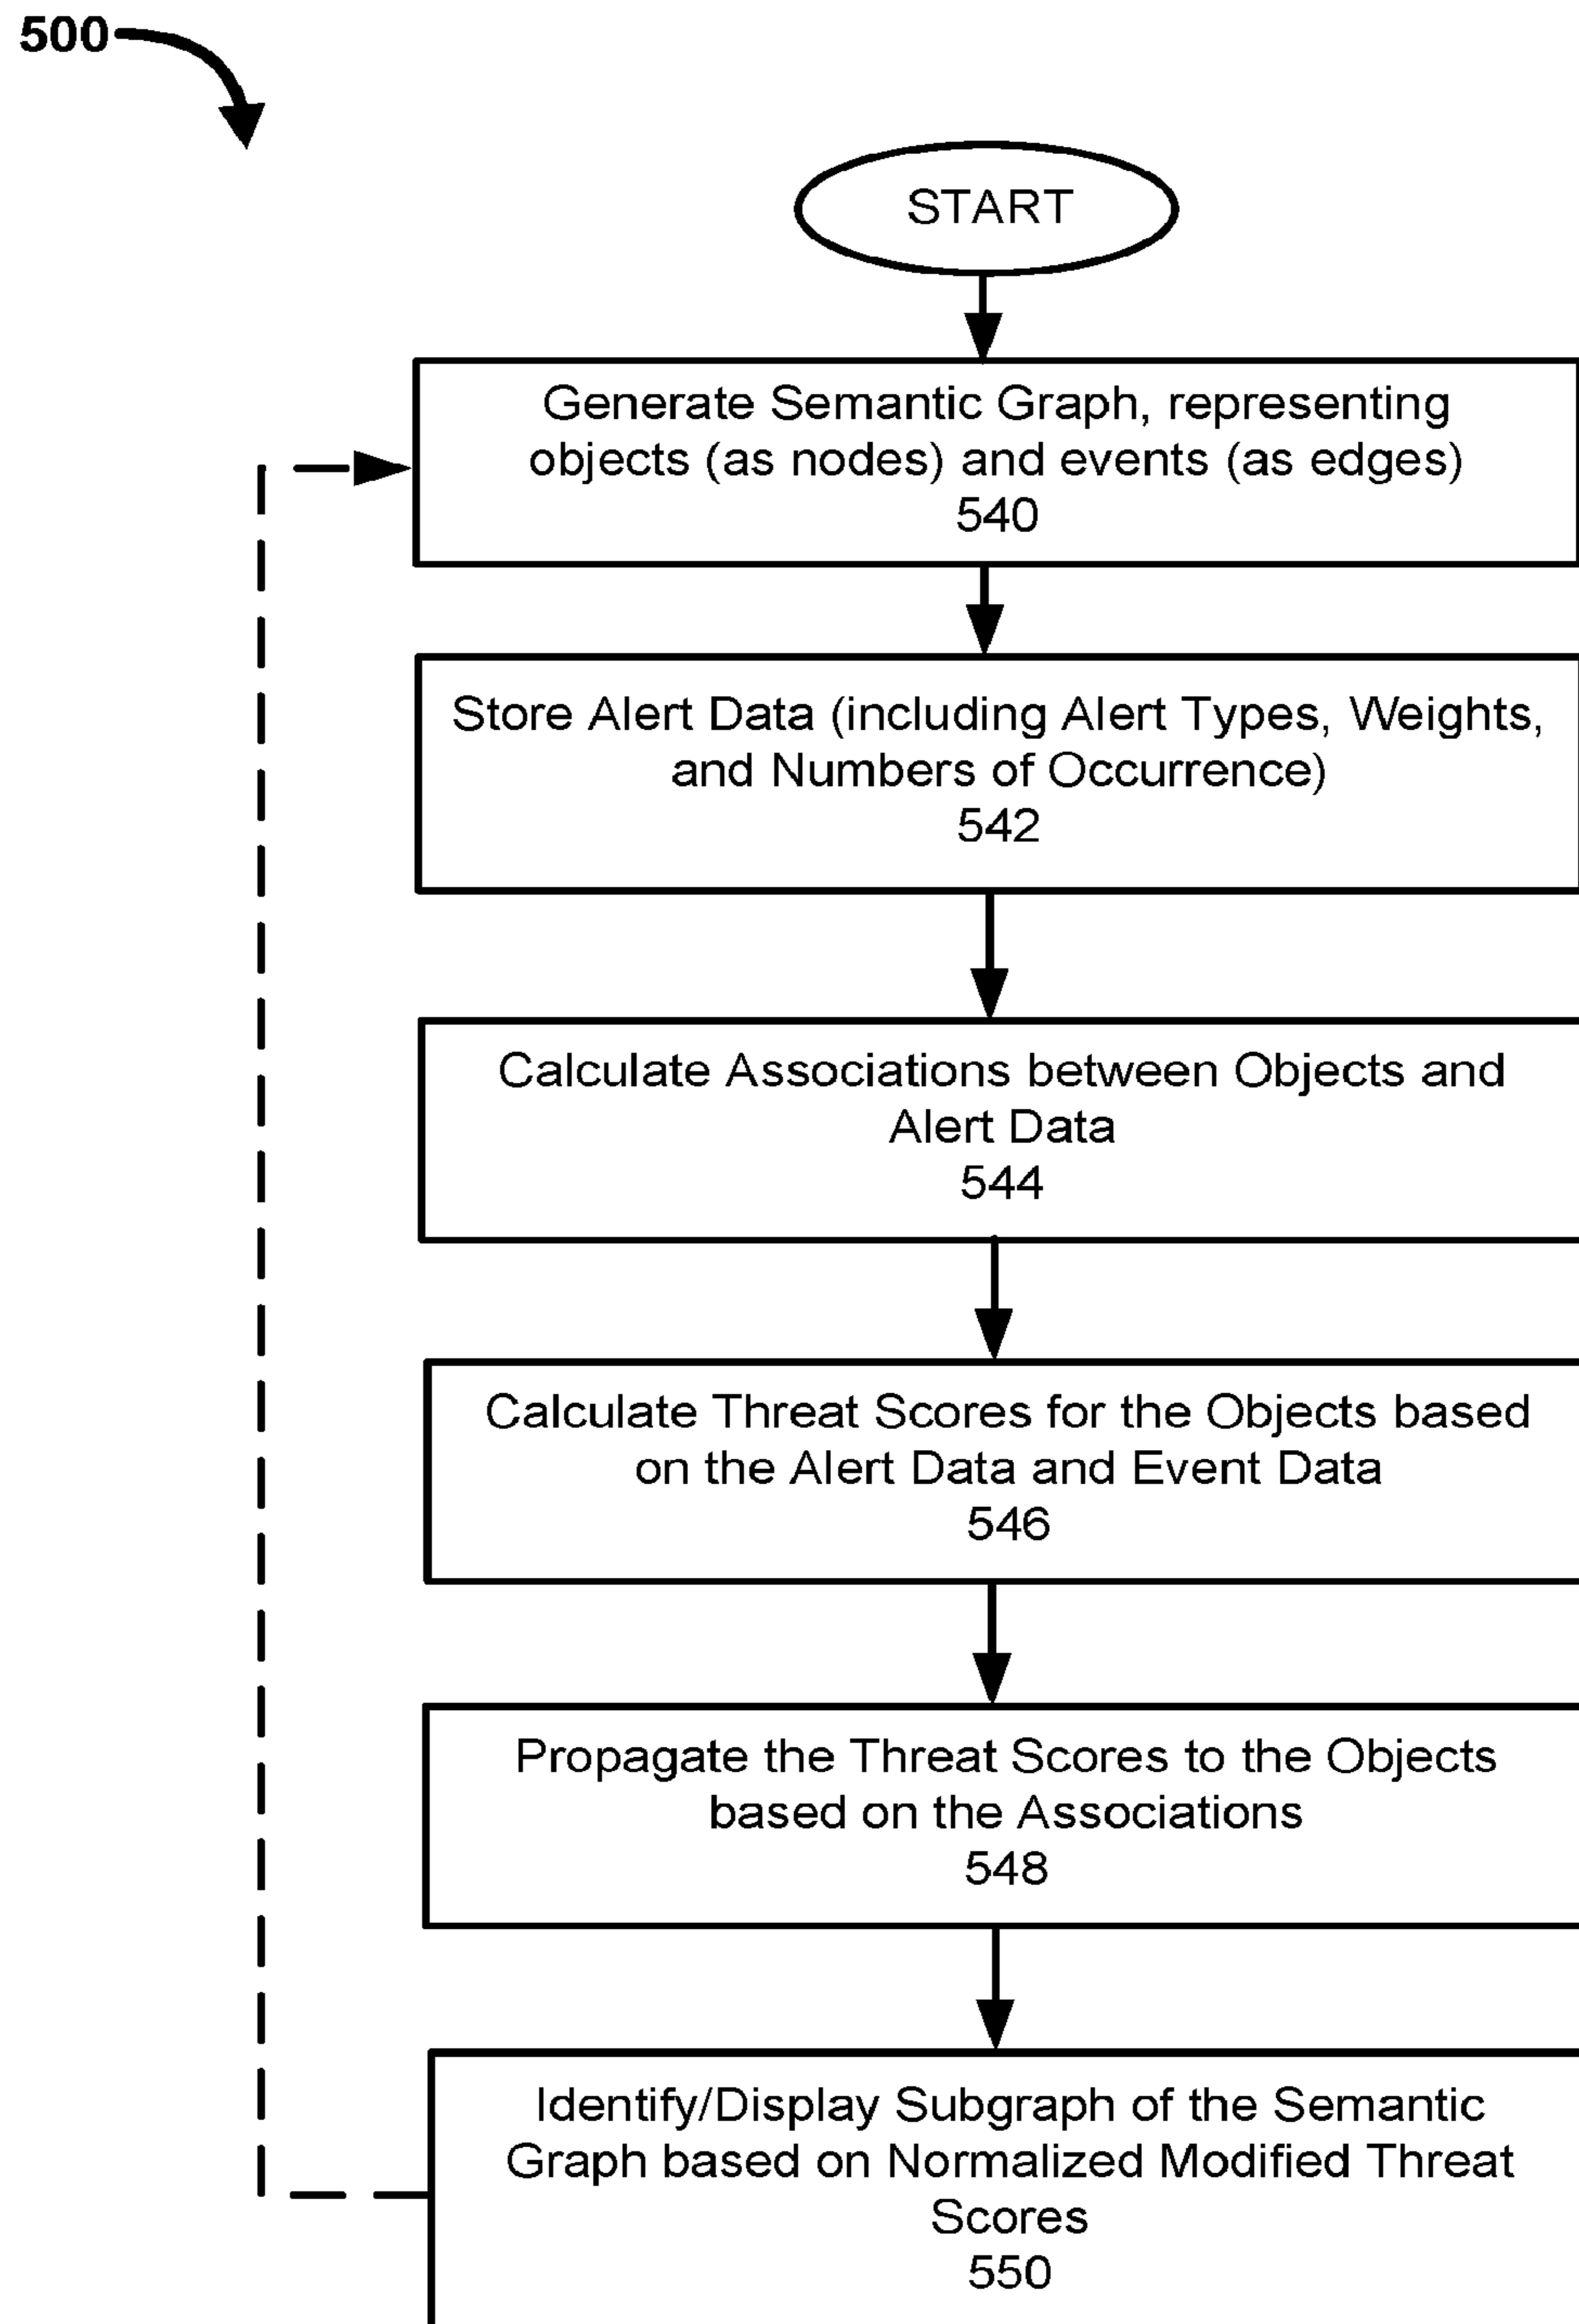 500
START
Generate Semantic Graph, representing
objects (as nodes) and events (as edges)
540
Store Alert Data (including Alert Types, Weights,
and Numbers of Occurrence)
542
Calculate Associations between Objects and
Alert Data
544
Calculate Threat Scores for the Objects based
on the Alert Data and Event Data
546
Propagate the Threat Scores to the Objects
based on the Associations
548
Identify/Display Subgraph of the Semantic
Graph based on Normalized Modified Threat
Scores
550